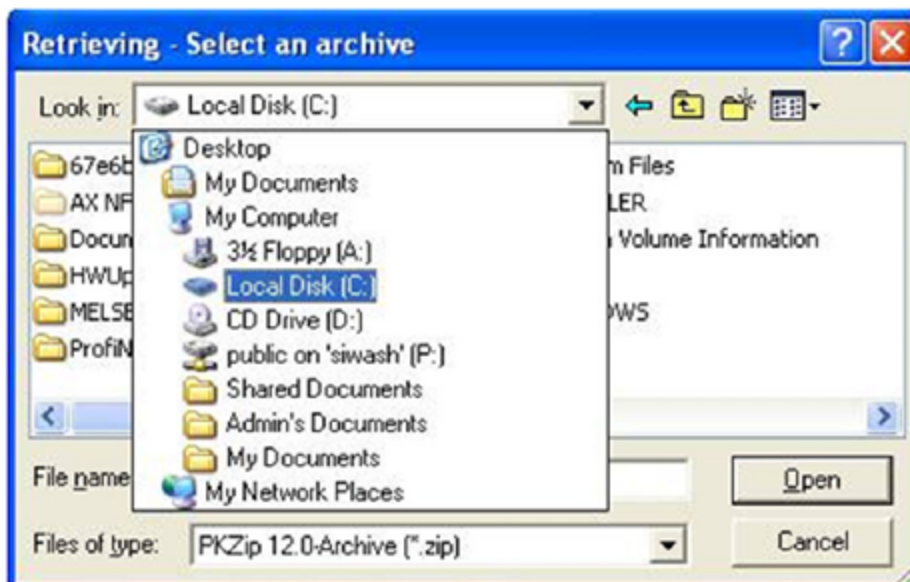 Retrieving - Select an archive
Look in: Local Disk (C:)
Desktop
My Documents
My Computer
3½ Floppy (A:)
Local Disk (C:)
CD Drive (D:)
public on 'siwash' (P:)
Shared Documents
Admin's Documents
My Documents
My Network Places
67e6b
AX NF
Docum
HWUp
MELSE
ProfiN
m Files
LER
Volume Information
OWS
File name
Open
Files of type: PKZip 12.0-Archive (*.zip)
Cancel